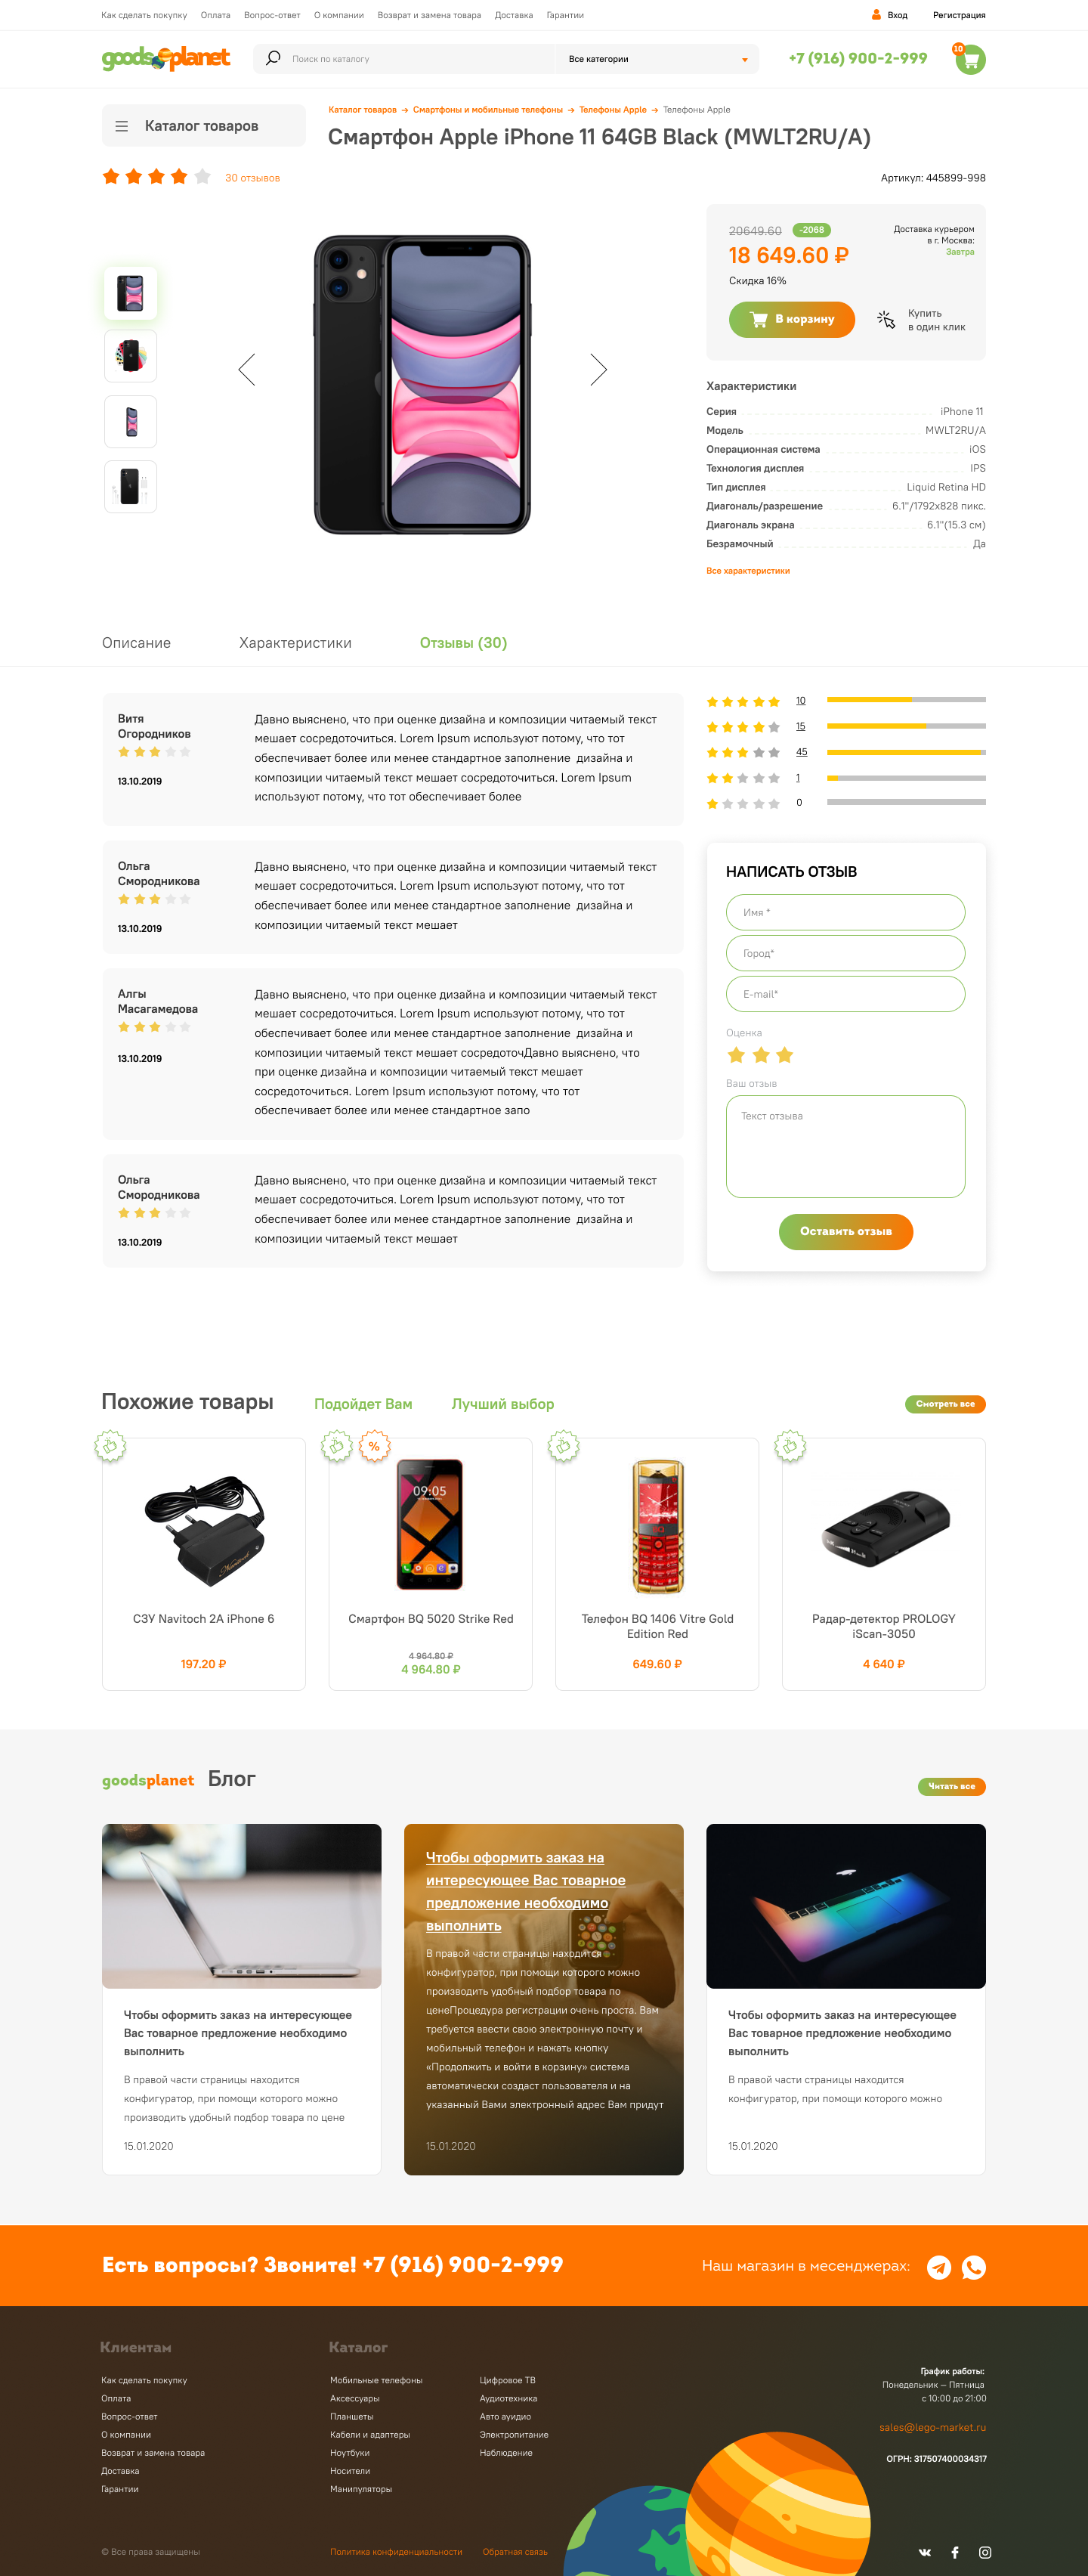 Как сделать покупку Оплата Вопрос-ответ О компании Возврат и замена товара Доставка Гарантии Вход Регистрация
goodsplanet Поиск по каталогу Все категории +7 (916) 900-2-999 10
Каталог товаров → Смартфоны и мобильные телефоны → Телефоны Apple → Телефоны Apple
Каталог товаров
Смартфон Apple iPhone 11 64GB Black (MWLT2RU/A)
30 отзывов
Артикул: 445899-998
20649.60 -2068
18 649.60 ₽
Скидка 16%
Доставка курьером
в г. Москва:
Завтра
В корзину
Купить
в один клик
Характеристики
Серия iPhone 11
Модель MWLT2RU/A
Операционная система iOS
Технология дисплея IPS
Тип дисплея Liquid Retina HD
Диагональ/разрешение 6.1"/1792x828 пикс.
Диагональ экрана 6.1"(15.3 см)
Безрамочный Да
Все характеристики
Описание Характеристики Отзывы (30)
Витя
Огородников
13.10.2019
Давно выяснено, что при оценке дизайна и композиции читаемый текст
мешает сосредоточиться. Lorem Ipsum используют потому, что тот
обеспечивает более или менее стандартное заполнение дизайна и
композиции читаемый текст мешает сосредоточиться. Lorem Ipsum
используют потому, что тот обеспечивает более
Ольга
Смородникова
13.10.2019
Давно выяснено, что при оценке дизайна и композиции читаемый текст
мешает сосредоточиться. Lorem Ipsum используют потому, что тот
обеспечивает более или менее стандартное заполнение дизайна и
композиции читаемый текст мешает
Алгы
Масагамедова
13.10.2019
Давно выяснено, что при оценке дизайна и композиции читаемый текст
мешает сосредоточиться. Lorem Ipsum используют потому, что тот
обеспечивает более или менее стандартное заполнение дизайна и
композиции читаемый текст мешает сосредоточДавно выяснено, что
при оценке дизайна и композиции читаемый текст мешает
сосредоточиться. Lorem Ipsum используют потому, что тот
обеспечивает более или менее стандартное запо
Ольга
Смородникова
13.10.2019
Давно выяснено, что при оценке дизайна и композиции читаемый текст
мешает сосредоточиться. Lorem Ipsum используют потому, что тот
обеспечивает более или менее стандартное заполнение дизайна и
композиции читаемый текст мешает
10
15
45
1
0
НАПИСАТЬ ОТЗЫВ
Имя *
Город*
E-mail*
Оценка
Ваш отзыв
Текст отзыва
Оставить отзыв
Похожие товары Подойдет Вам Лучший выбор Смотреть все
%
09:05
СЗУ Navitoch 2A iPhone 6
197.20 ₽
Смартфон BQ 5020 Strike Red
4 964.80 ₽
4 964.80 ₽
Телефон BQ 1406 Vitre Gold
Edition Red
649.60 ₽
Радар-детектор PROLOGY
iScan-3050
4 640 ₽
goodsplanet Блог Читать все
Чтобы оформить заказ на интересующее
Вас товарное предложение необходимо
выполнить
В правой части страницы находится
конфигуратор, при помощи которого можно
производить удобный подбор товара по цене
15.01.2020
Чтобы оформить заказ на
интересующее Вас товарное
предложение необходимо
выполнить
В правой части страницы находится
конфигуратор, при помощи которого можно
производить удобный подбор товара по
ценеПроцедура регистрации очень проста. Вам
требуется ввести свою электронную почту и
мобильный телефон и нажать кнопку
«Продолжить и войти в корзину» система
автоматически создаст пользователя и на
указанный Вами электронный адрес Вам придут
15.01.2020
Чтобы оформить заказ на интересующее
Вас товарное предложение необходимо
выполнить
В правой части страницы находится
конфигуратор, при помощи которого можно
15.01.2020
Есть вопросы? Звоните! +7 (916) 900-2-999 Наш магазин в месенджерах:
Клиентам
Как сделать покупку
Оплата
Вопрос-ответ
О компании
Возврат и замена товара
Доставка
Гарантии
Каталог
Мобильные телефоны
Аксессуары
Планшеты
Кабели и адаптеры
Ноутбуки
Носители
Манипуляторы
Цифровое ТВ
Аудиотехника
Авто ауидио
Электропитание
Наблюдение
График работы:
Понедельник – Пятница
с 10:00 до 21:00
sales@lego-market.ru
ОГРН: 317507400034317
© Все права защищены Политика конфиденциальности Обратная связь